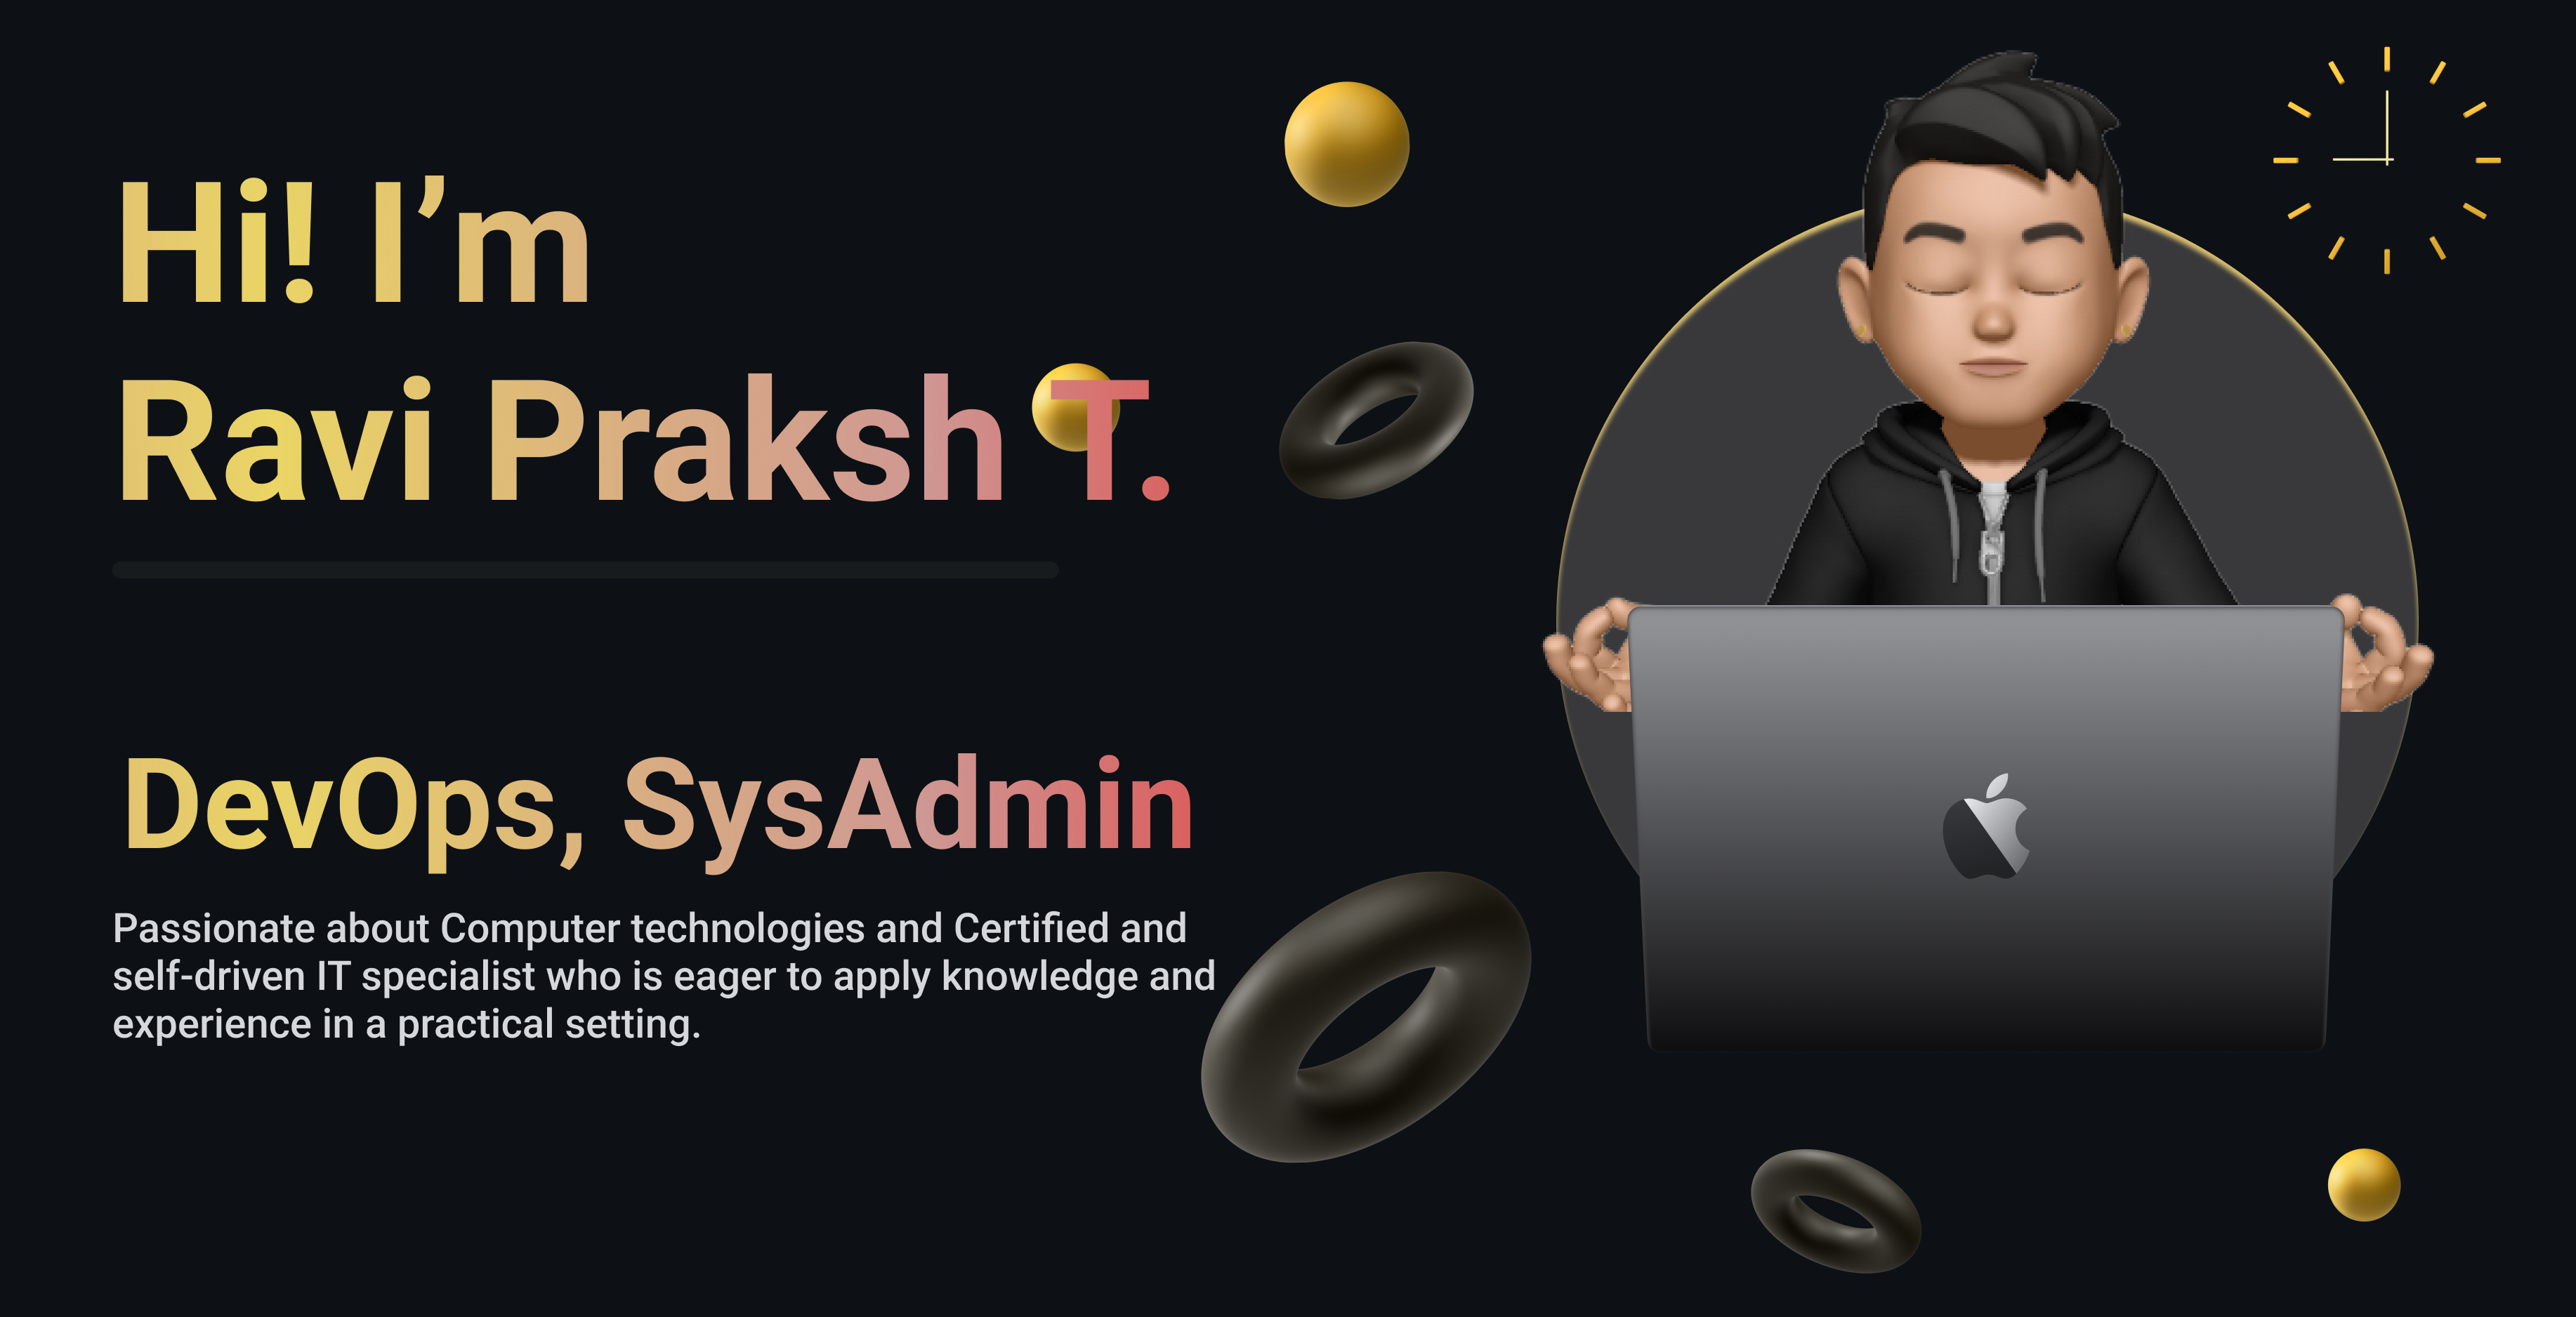 Hi! I’m
Ravi Praksh T.
DevOps, SysAdmin
Passionate about Computer technologies and Certified and
self-driven IT specialist who is eager to apply knowledge and
experience in a practical setting.